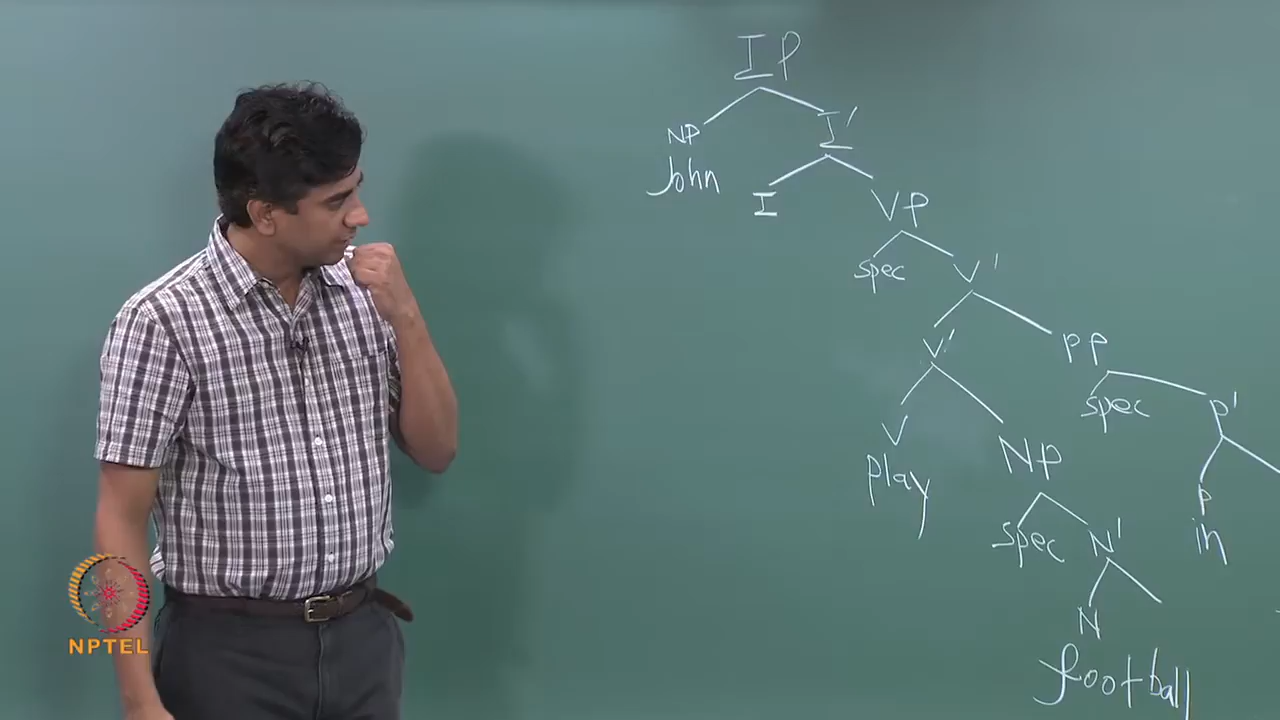 IP
NP I'
John
I VP
spec V'
V' PP
spec P'
V NP
play
P
in
spec N'
N
football
NPTEL